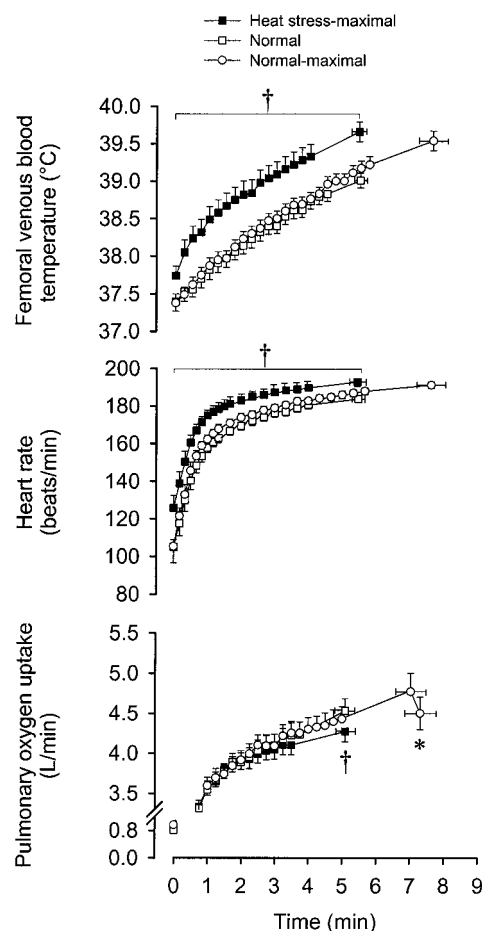 Heat stress-maximal
Normal
Normal-maximal
†
40.0
39.5
39.0
38.5
38.0
37.5
37.0
Femoral venous blood
temperature (°C)
†
200
180
160
140
120
100
80
Heart rate
(beats/min)
5.5
5.0
4.5
4.0
3.5
0.8
0.0
Pulmonary oxygen uptake
(L/min)
†
*
0 1 2 3 4 5 6 7 8 9
Time (min)